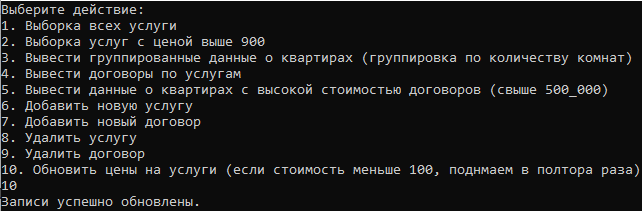 Выберите действие:
1. Выборка всех услуги
2. Выборка услуг с ценой выше 900
3. Вывести группированные данные о квартирах (группировка по количеству комнат)
4. Вывести договоры по услугам
5. Вывести данные о квартирах с высокой стоимостью договоров (свыше 500_000)
6. Добавить новую услугу
7. Добавить новый договор
8. Удалить услугу
9. Удалить договор
10. Обновить цены на услуги (если стоимость меньше 100, поднмаем в полтора раза)
10
Записи успешно обновлены.